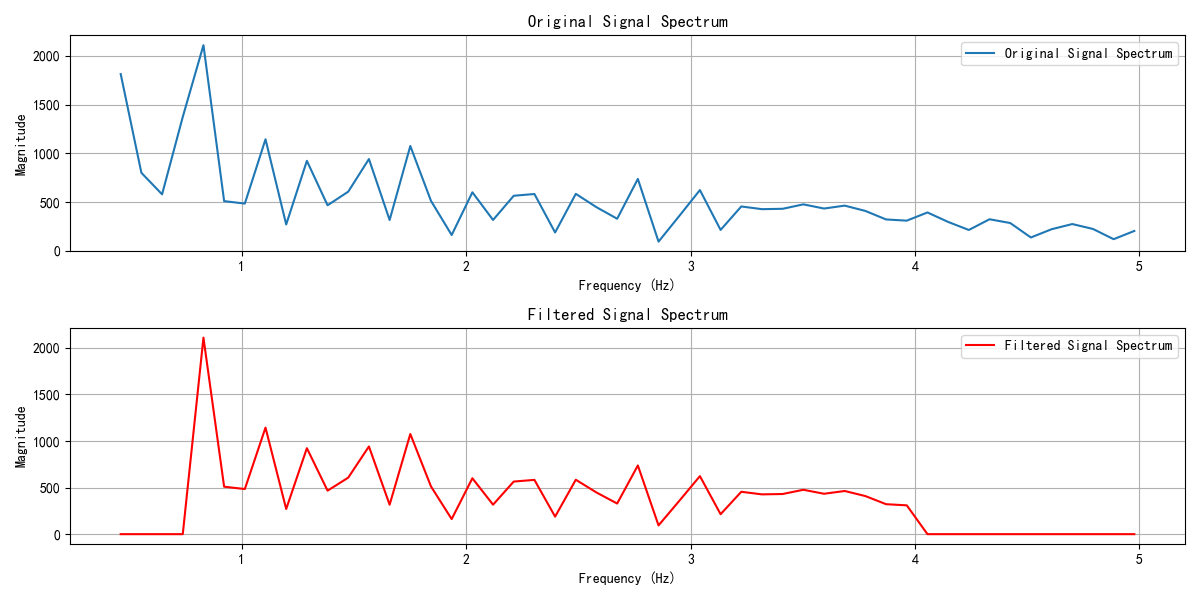 Original Signal Spectrum
Original Signal Spectrum
Magnitude
2000
1500
1000
500
0
1 2 3 4 5
Frequency (Hz)
Filtered Signal Spectrum
Filtered Signal Spectrum
Magnitude
2000
1500
1000
500
0
1 2 3 4 5
Frequency (Hz)